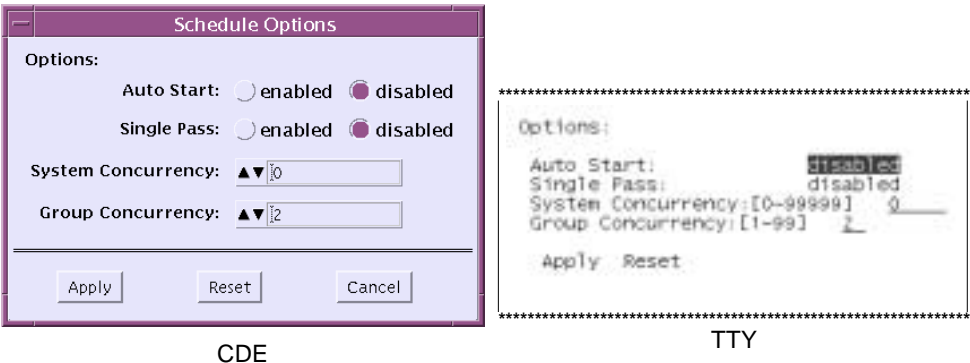 Schedule Options
Options:
Auto Start: enabled disabled
Single Pass: enabled disabled
System Concurrency: ▲▼ 0
Group Concurrency: ▲▼ 2
Apply Reset Cancel
CDE
**********************************************************************
Options:
Auto Start: disabled
Single Pass: disabled
System Concurrency:[0-99999] 0
Group Concurrency:[1-99] 2
Apply Reset
**********************************************************************
TTY